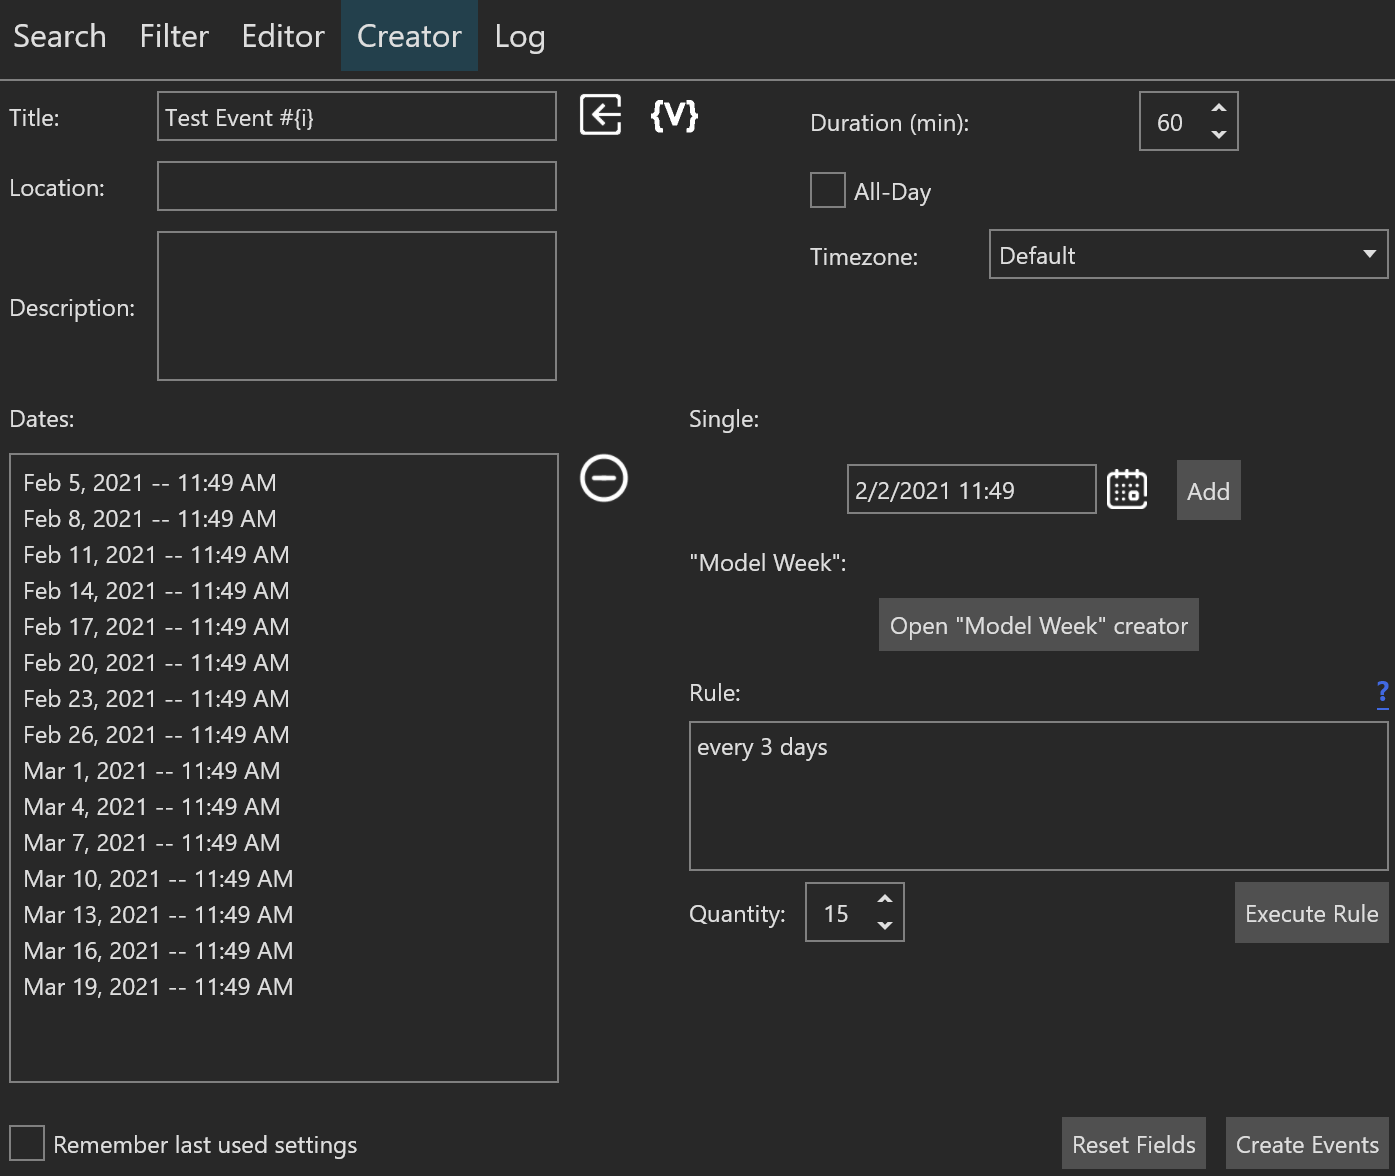 Search Filter Editor Creator Log
Title:
Test Event #{i}
{V}
Location:
Description:
Duration (min):
60
All-Day
Timezone:
Default
Dates:
Feb 5, 2021 -- 11:49 AM
Feb 8, 2021 -- 11:49 AM
Feb 11, 2021 -- 11:49 AM
Feb 14, 2021 -- 11:49 AM
Feb 17, 2021 -- 11:49 AM
Feb 20, 2021 -- 11:49 AM
Feb 23, 2021 -- 11:49 AM
Feb 26, 2021 -- 11:49 AM
Mar 1, 2021 -- 11:49 AM
Mar 4, 2021 -- 11:49 AM
Mar 7, 2021 -- 11:49 AM
Mar 10, 2021 -- 11:49 AM
Mar 13, 2021 -- 11:49 AM
Mar 16, 2021 -- 11:49 AM
Mar 19, 2021 -- 11:49 AM
Single:
2/2/2021 11:49
Add
"Model Week":
Open "Model Week" creator
Rule:
?
every 3 days
Quantity:
15
Execute Rule
Remember last used settings
Reset Fields
Create Events